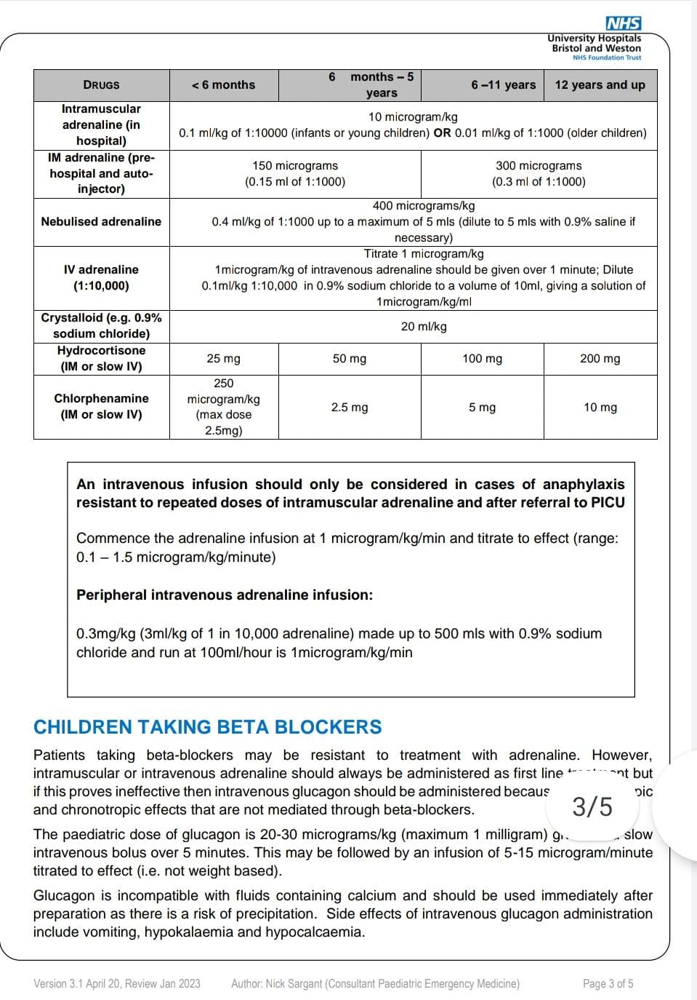 NHS
University Hospitals
Bristol and Weston
NHS Foundation Trust
DRUGS
< 6 months
6 months – 5
years
6 –11 years
12 years and up
Intramuscular
adrenaline (in
hospital)
10 microgram/kg
0.1 ml/kg of 1:10000 (infants or young children) OR 0.01 ml/kg of 1:1000 (older children)
IM adrenaline (pre-
hospital and auto-
injector)
150 micrograms
(0.15 ml of 1:1000)
300 micrograms
(0.3 ml of 1:1000)
Nebulised adrenaline
400 micrograms/kg
0.4 ml/kg of 1:1000 up to a maximum of 5 mls (dilute to 5 mls with 0.9% saline if
necessary)
IV adrenaline
(1:10,000)
Titrate 1 microgram/kg
1microgram/kg of intravenous adrenaline should be given over 1 minute; Dilute
0.1ml/kg 1:10,000 in 0.9% sodium chloride to a volume of 10ml, giving a solution of
1microgram/kg/ml
Crystalloid (e.g. 0.9%
sodium chloride)
20 ml/kg
Hydrocortisone
(IM or slow IV)
25 mg
50 mg
100 mg
200 mg
Chlorphenamine
(IM or slow IV)
250
microgram/kg
(max dose
2.5mg)
2.5 mg
5 mg
10 mg
An intravenous infusion should only be considered in cases of anaphylaxis
resistant to repeated doses of intramuscular adrenaline and after referral to PICU
Commence the adrenaline infusion at 1 microgram/kg/min and titrate to effect (range:
0.1 – 1.5 microgram/kg/minute)
Peripheral intravenous adrenaline infusion:
0.3mg/kg (3ml/kg of 1 in 10,000 adrenaline) made up to 500 mls with 0.9% sodium
chloride and run at 100ml/hour is 1microgram/kg/min
CHILDREN TAKING BETA BLOCKERS
Patients taking beta-blockers may be resistant to treatment with adrenaline. However,
intramuscular or intravenous adrenaline should always be administered as first line but
if this proves ineffective then intravenous glucagon should be administered
and chronotropic effects that are not mediated through beta-blockers.
3/5
The paediatric dose of glucagon is 20-30 micrograms/kg (maximum 1 milligram) slow
intravenous bolus over 5 minutes. This may be followed by an infusion of 5-15 microgram/minute
titrated to effect (i.e. not weight based).
Glucagon is incompatible with fluids containing calcium and should be used immediately after
preparation as there is a risk of precipitation. Side effects of intravenous glucagon administration
include vomiting, hypokalaemia and hypocalcaemia.
Version 3.1 April 20, Review Jan 2023 Author: Nick Sargant (Consultant Paediatric Emergency Medicine) Page 3 of 5